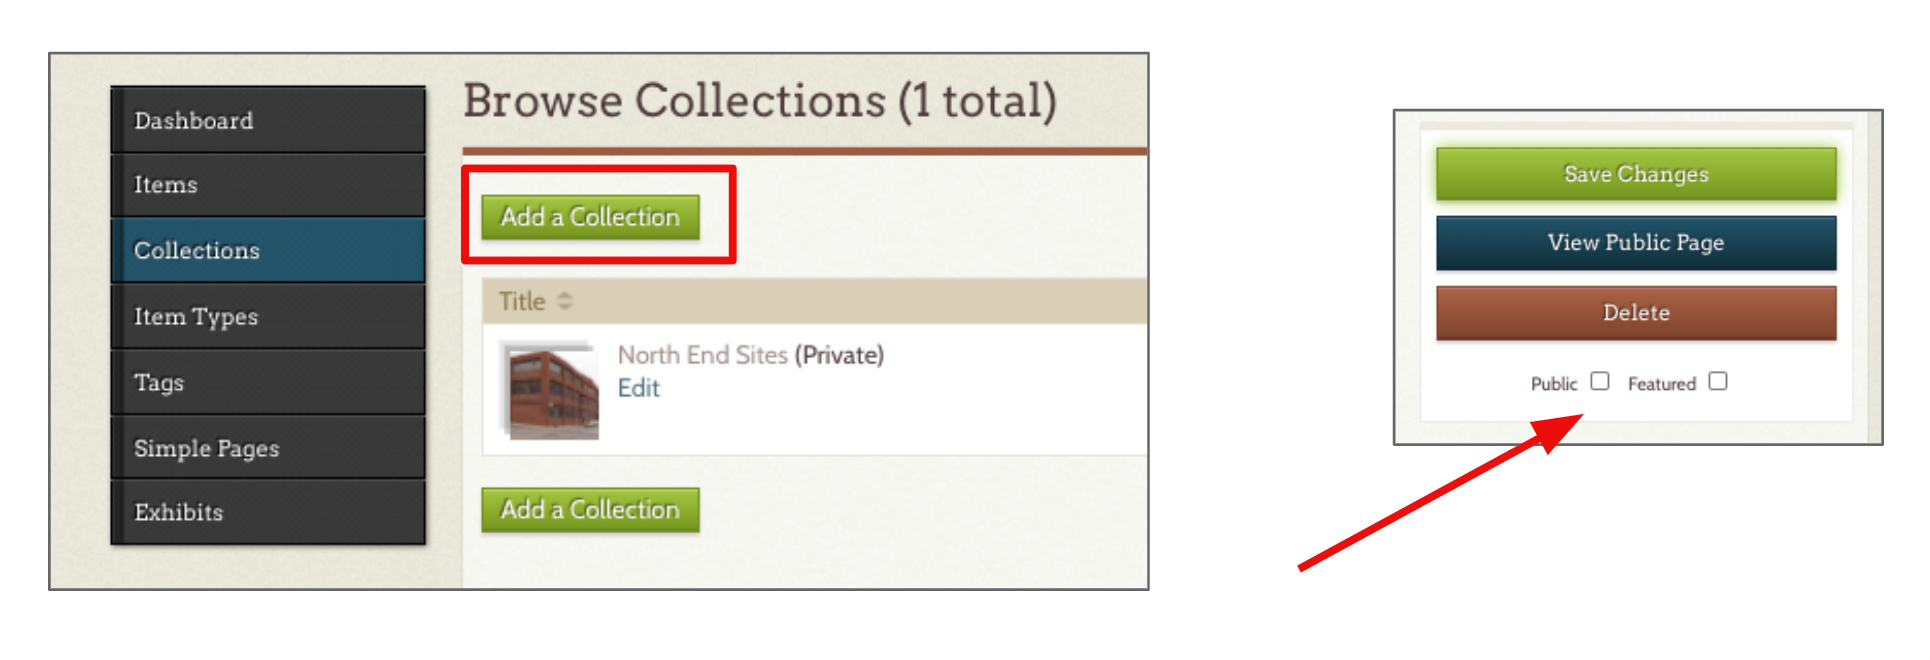 Dashboard
Items
Collections
Item Types
Tags
Simple Pages
Exhibits
Browse Collections (1 total)
Add a Collection
Title
North End Sites (Private)
Edit
Add a Collection
Save Changes
View Public Page
Delete
Public Featured